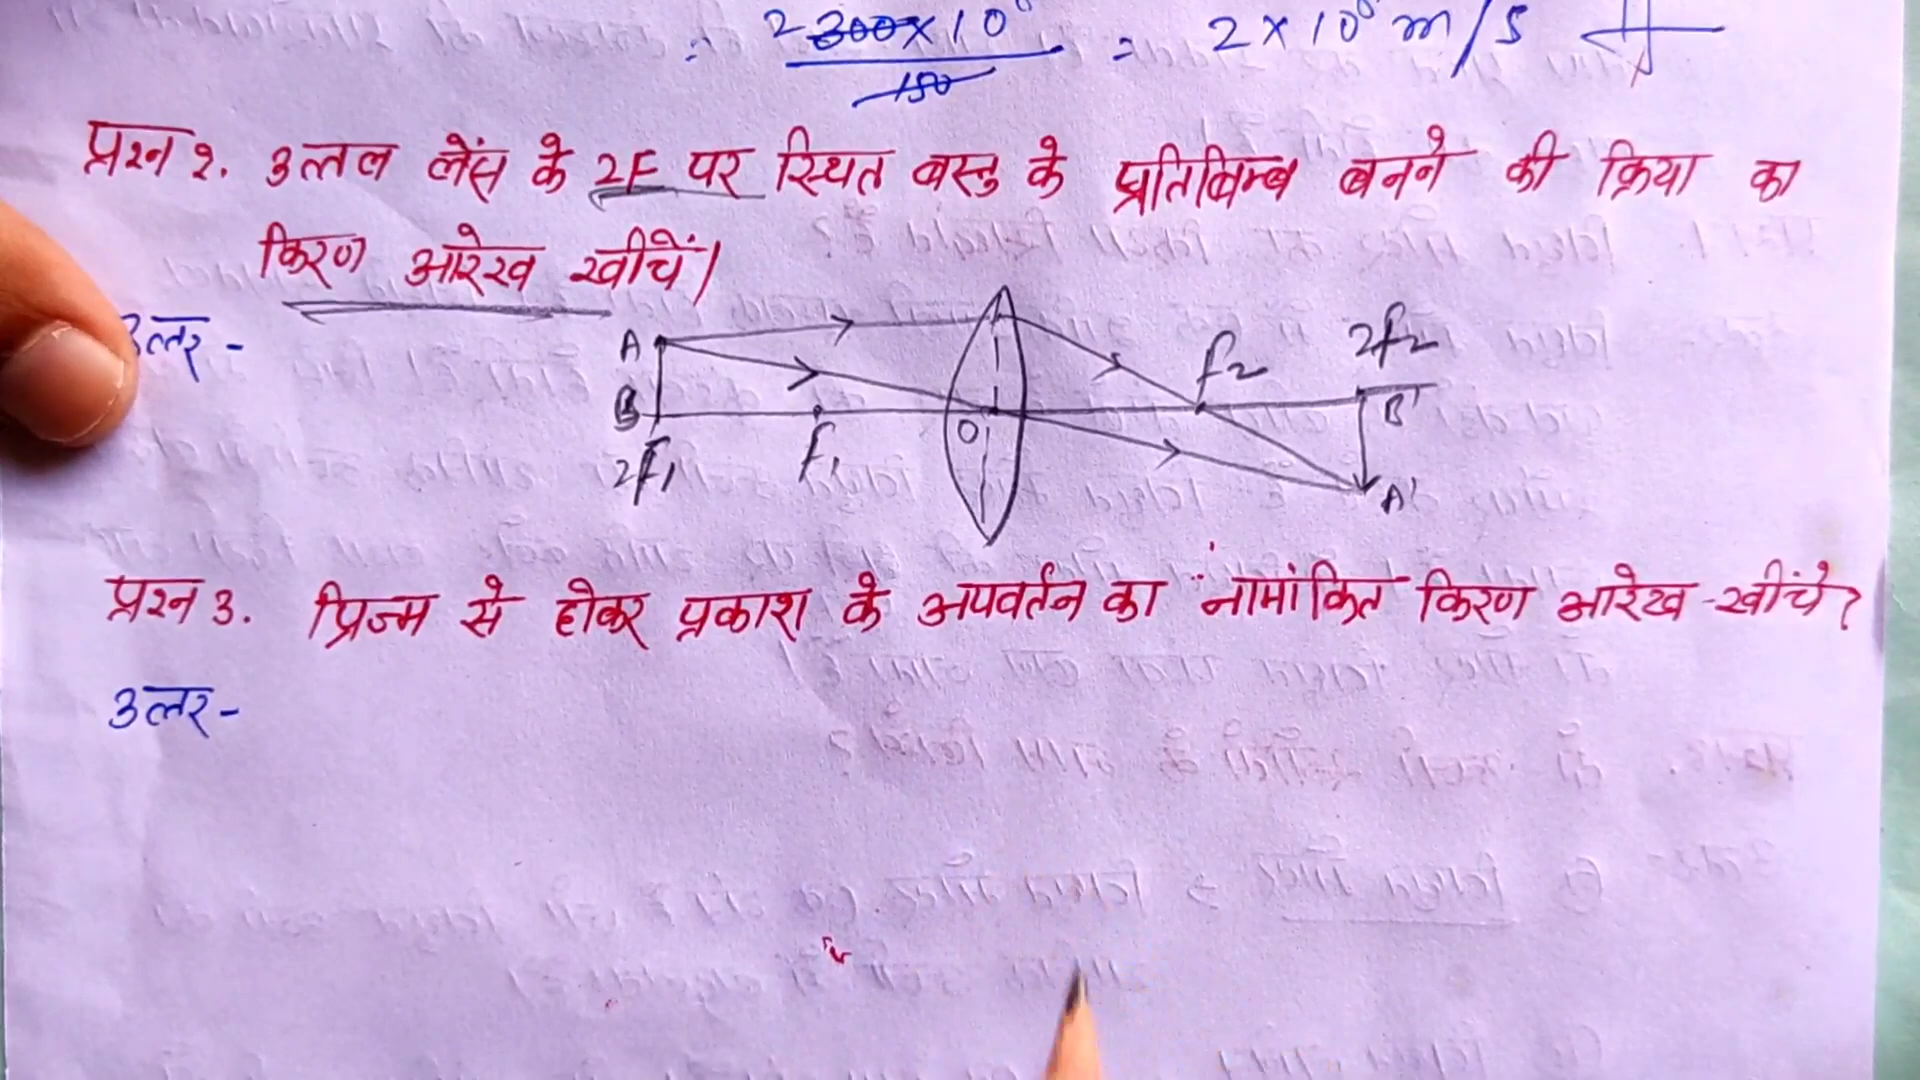 = 2 300×10⁸ / 150 = 2×10⁸ m/s
प्रश्न 2. उत्तल लेंस के 2F पर स्थित वस्तु के प्रतिबिम्ब बनने की क्रिया का
किरण आरेख खीचें।
उत्तर -
A
B
2F₁
F₁
O
F₂
2F₂
B'
A'
प्रश्न 3. प्रिज्म से होकर प्रकाश के अपवर्तन का नामांकित किरण आरेख खींचे?
उत्तर -